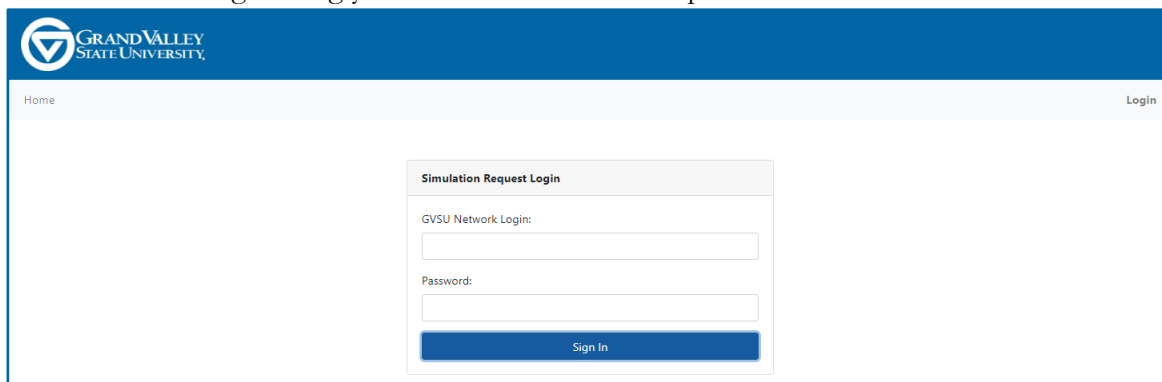 GRAND VALLEY
STATE UNIVERSITY.
Home
Login
Simulation Request Login
GVSU Network Login:
Password:
Sign In